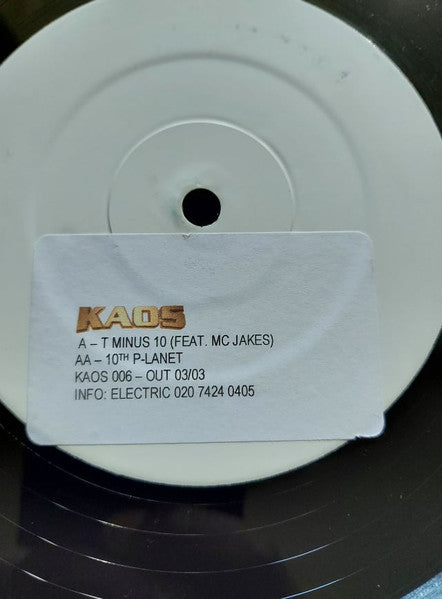 KAOS
A – T MINUS 10 (FEAT. MC JAKES)
AA – 10TH P-LANET
KAOS 006 – OUT 03/03
INFO: ELECTRIC 020 7424 0405